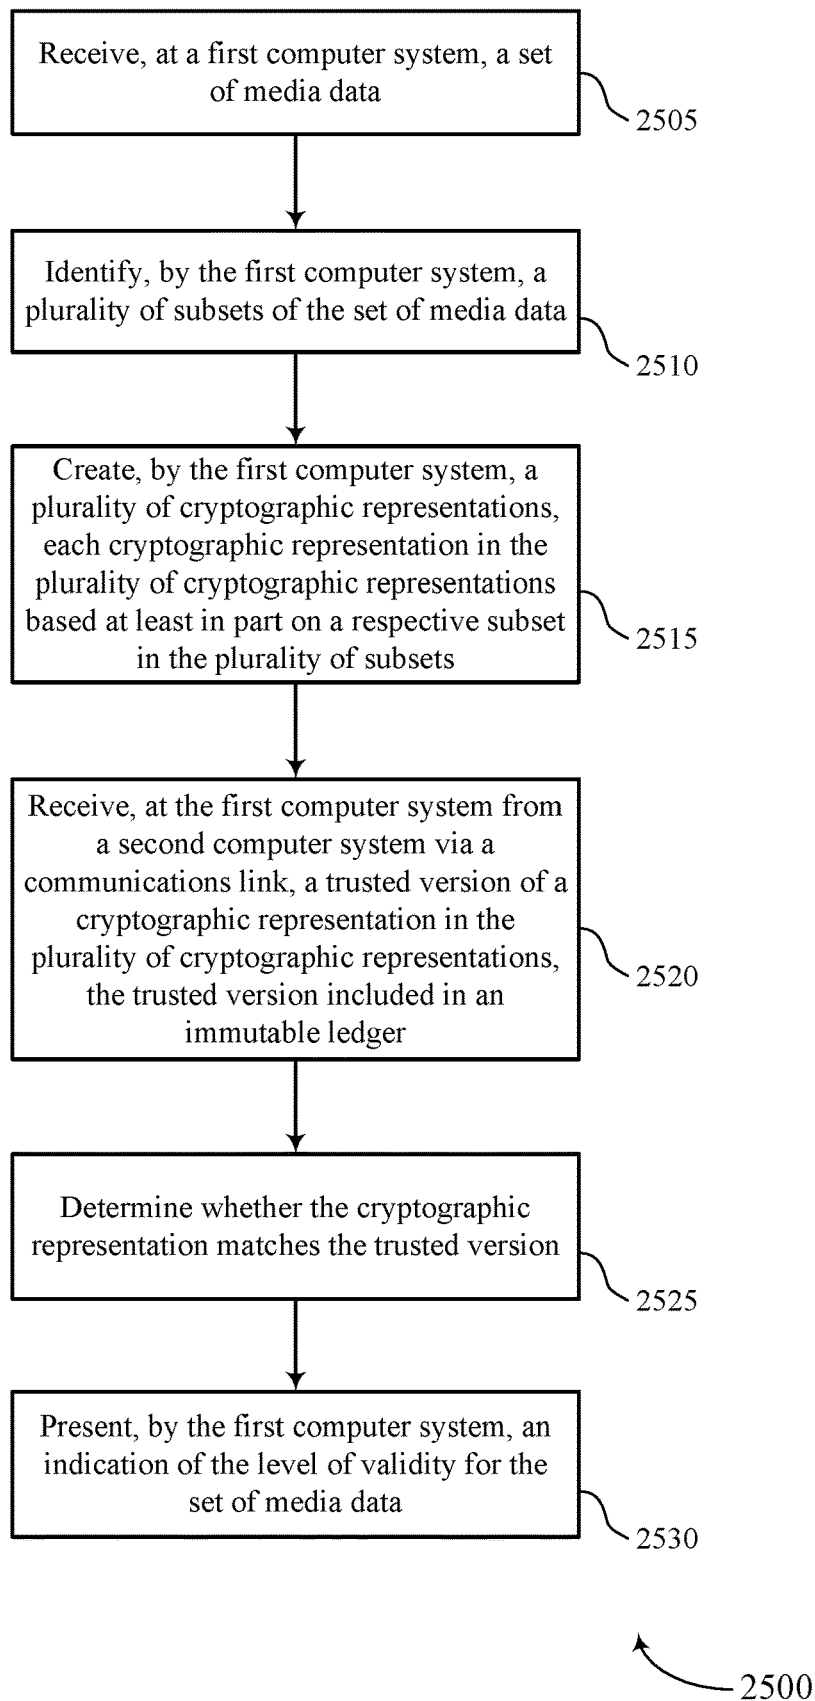 Receive, at a first computer system, a set
of media data
2505
Identify, by the first computer system, a
plurality of subsets of the set of media data
2510
Create, by the first computer system, a
plurality of cryptographic representations,
each cryptographic representation in the
plurality of cryptographic representations
based at least in part on a respective subset
in the plurality of subsets
2515
Receive, at the first computer system from
a second computer system via a
communications link, a trusted version of a
cryptographic representation in the
plurality of cryptographic representations,
the trusted version included in an
immutable ledger
2520
Determine whether the cryptographic
representation matches the trusted version
2525
Present, by the first computer system, an
indication of the level of validity for the
set of media data
2530
2500